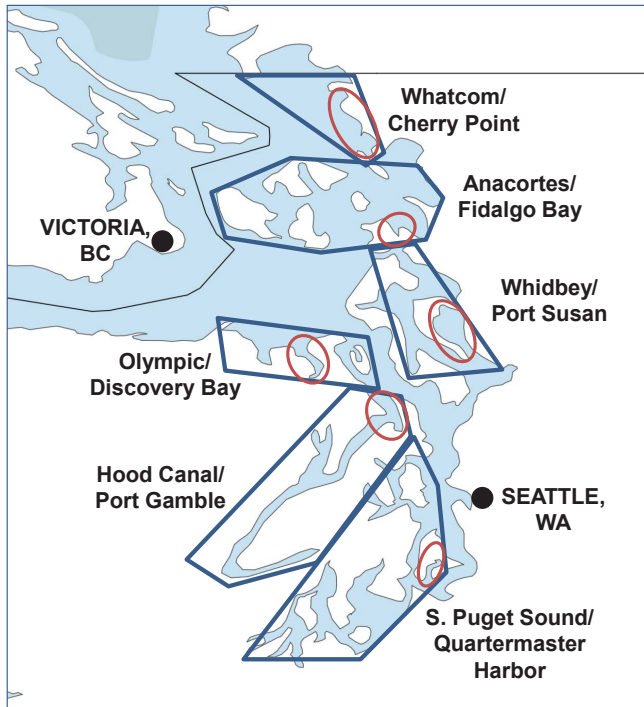 Whatcom/
Cherry Point
Anacortes/
Fidalgo Bay
VICTORIA,
BC
Whidbey/
Port Susan
Olympic/
Discovery Bay
Hood Canal/
Port Gamble
SEATTLE,
WA
S. Puget Sound/
Quartermaster
Harbor